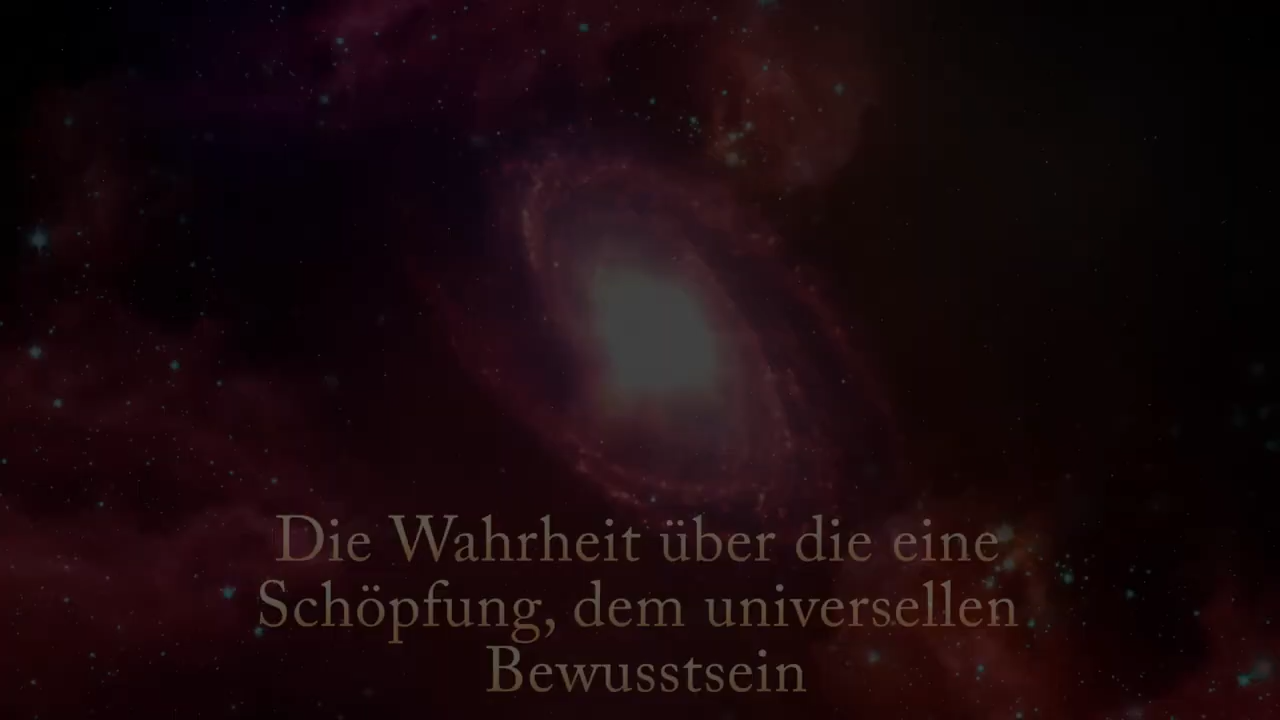 Die Wahrheit über die eine
Schöpfung, dem universellen
Bewusstsein